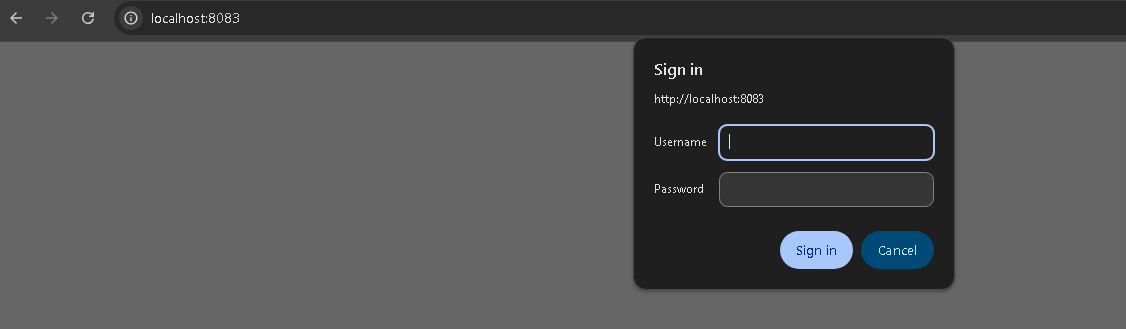 localhost:8083
Sign in
http://localhost:8083
Username
Password
Sign in Cancel